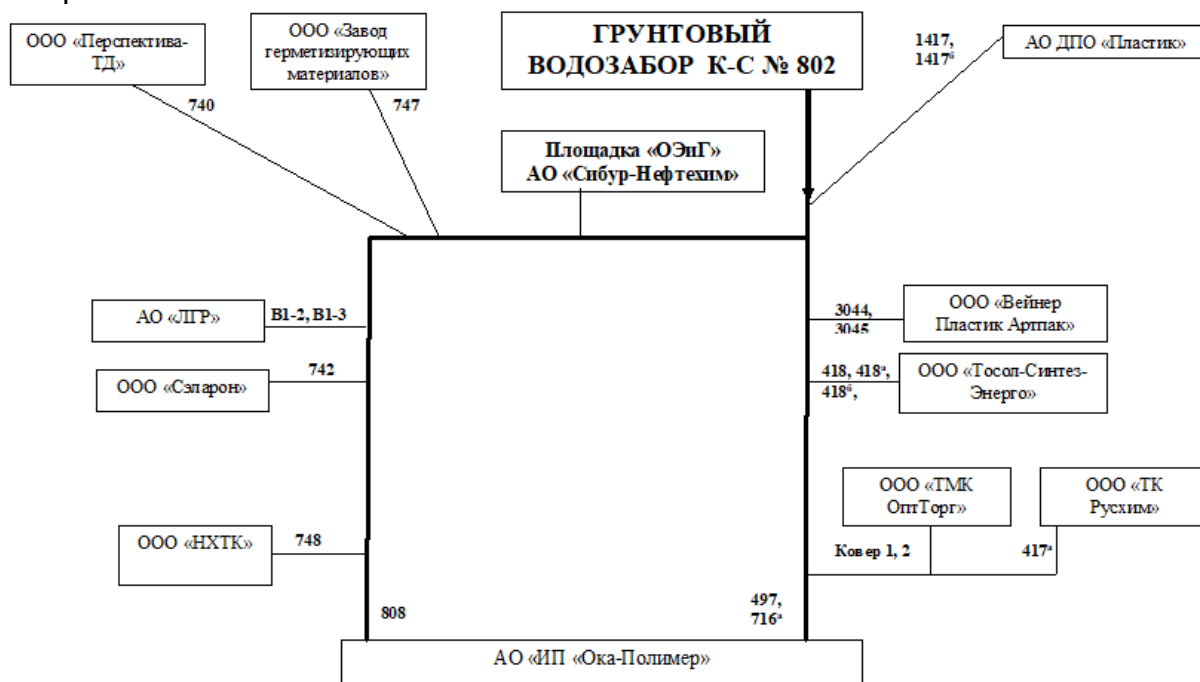 ООО «Перспектива-
ТД»
ООО «Завод
герметизирующих
материалов»
ГРУНТОВЫЙ
ВОДОЗАБОР К-С № 802
1417,
1417б
АО ДПО «Пластик»
740
747
Площадка «ОЭиГ»
АО «Сибур-Нефтехим»
АО «ЛГР»
В1-2, В1-3
3044,
3045
ООО «Вейнер
Пластик Артпак»
ООО «Сэларон»
742
418, 418а,
418б,
ООО «Тосол-Синтез-
Энерго»
ООО «ТМК
ОптТорг»
ООО «ТК
Русхим»
ООО «НХТК»
748
Ковер 1, 2
417а
808
497,
716а
АО «ИП «Ока-Полимер»